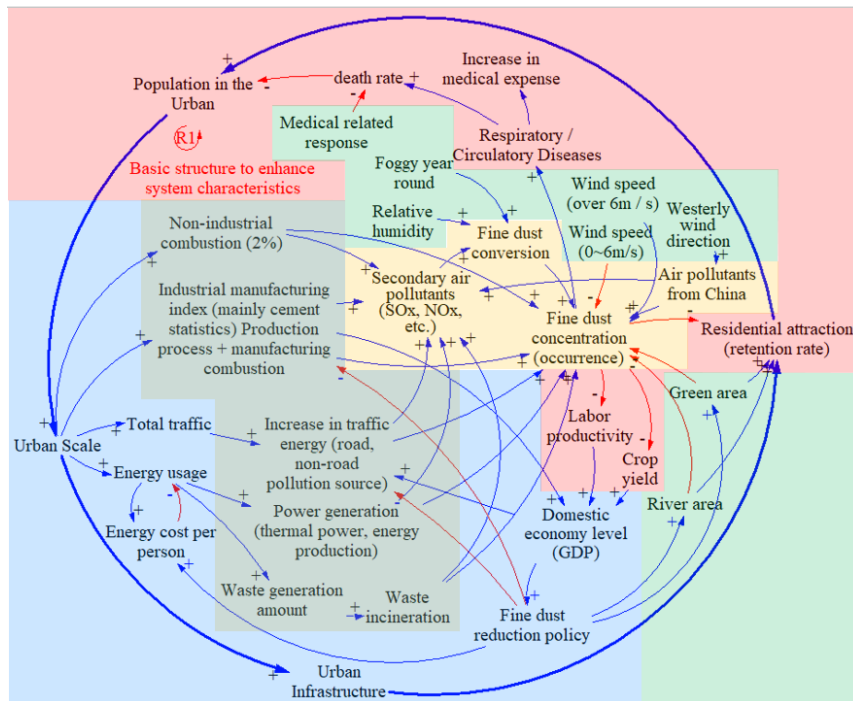 Population in the
Urban
death rate
Increase in
medical expense
Medical related
response
Respiratory /
Circulatory Diseases
R1
Basic structure to enhance
system characteristics
Foggy year
round
Relative
humidity
Wind speed
(over 6m / s)
Wind speed
(0~6m/s)
Westerly
wind
direction
Non-industrial
combustion (2%)
Fine dust
conversion
Secondary air
pollutants
(SOx, NOx,
etc.)
Air pollutants
from China
Industrial manufacturing
index (mainly cement
statistics) Production
process + manufacturing
combustion
Fine dust
concentration
(occurrence)
Residential attraction
(retention rate)
Green area
Labor
productivity
Crop
yield
Urban Scale
Total traffic
Increase in traffic
energy (road,
non-road
pollution source)
Energy usage
Energy cost per
person
Power generation
(thermal power, energy
production)
Domestic
economy level
(GDP)
River area
Waste generation
amount
Waste
incineration
Fine dust
reduction policy
Urban
Infrastructure